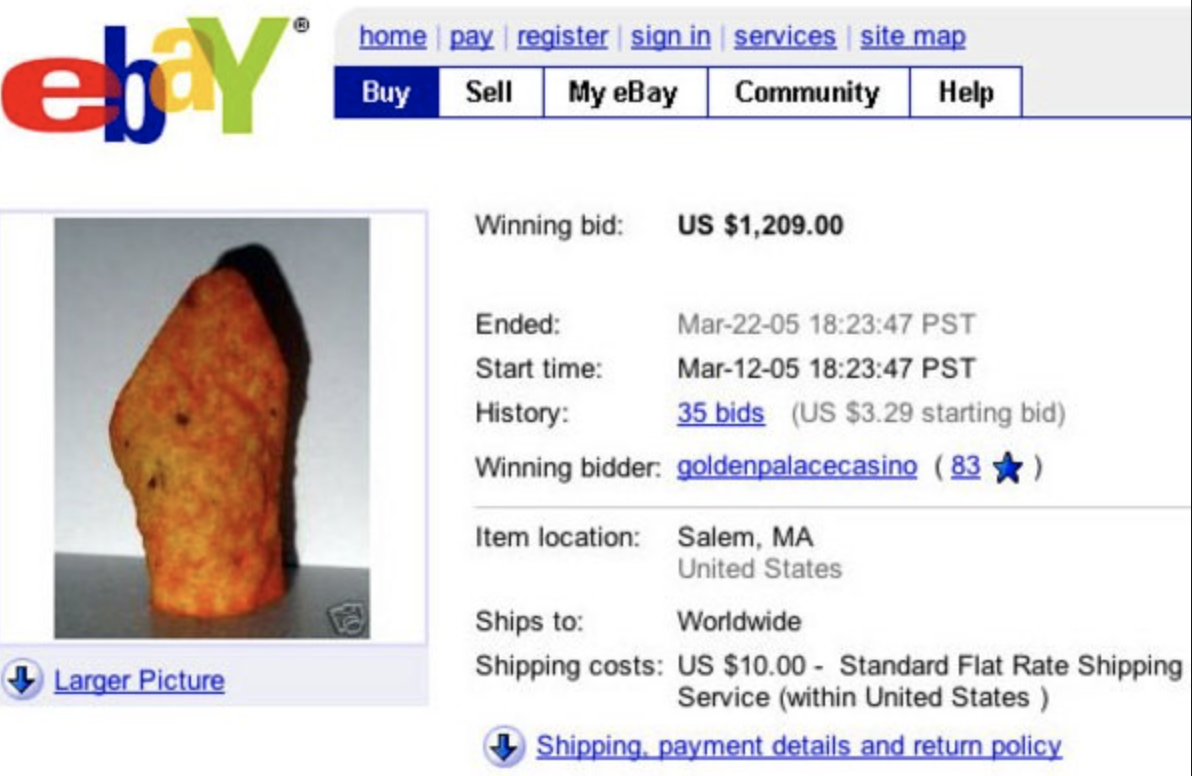 ebay®
home | pay | register | sign in | services | site map
Buy Sell My eBay Community Help
Winning bid: US $1,209.00
Ended: Mar-22-05 18:23:47 PST
Start time: Mar-12-05 18:23:47 PST
History: 35 bids (US $3.29 starting bid)
Winning bidder: goldenpalacecasino ( 83 ★ )
Item location: Salem, MA
United States
Ships to: Worldwide
Shipping costs: US $10.00 - Standard Flat Rate Shipping
Service (within United States )
Larger Picture
Shipping, payment details and return policy